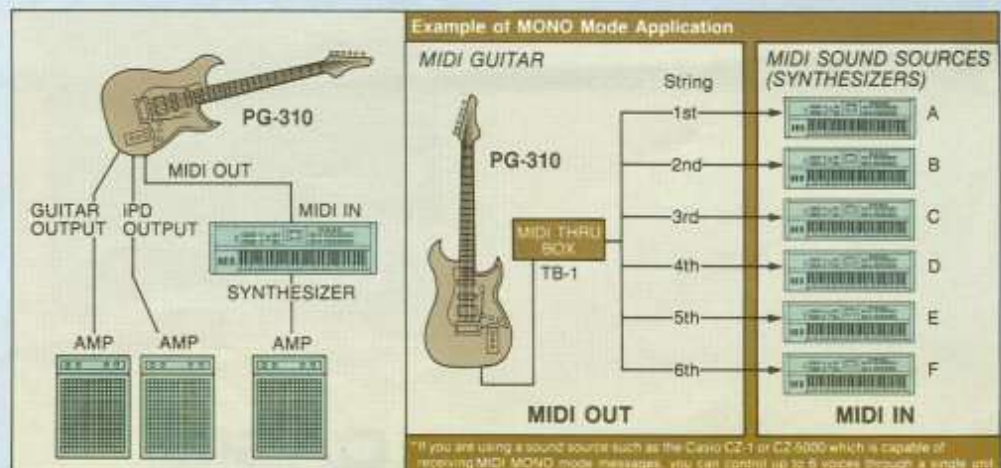 PG-310
MIDI OUT
GUITAR
OUTPUT
iPD
OUTPUT
MIDI IN
SYNTHESIZER
AMP
AMP
AMP
Example of MONO Mode Application
MIDI GUITAR
String
PG-310
MIDI THRU
BOX
TB-1
1st
2nd
3rd
4th
5th
6th
MIDI OUT
MIDI SOUND SOURCES
(SYNTHESIZERS)
A
B
C
D
E
F
MIDI IN
*If you are using a sound source such as the Casio CZ-1 or CZ-5000 which is capable of
receiving MIDI MONO mode messages, you can control up to 6 voices through a single unit